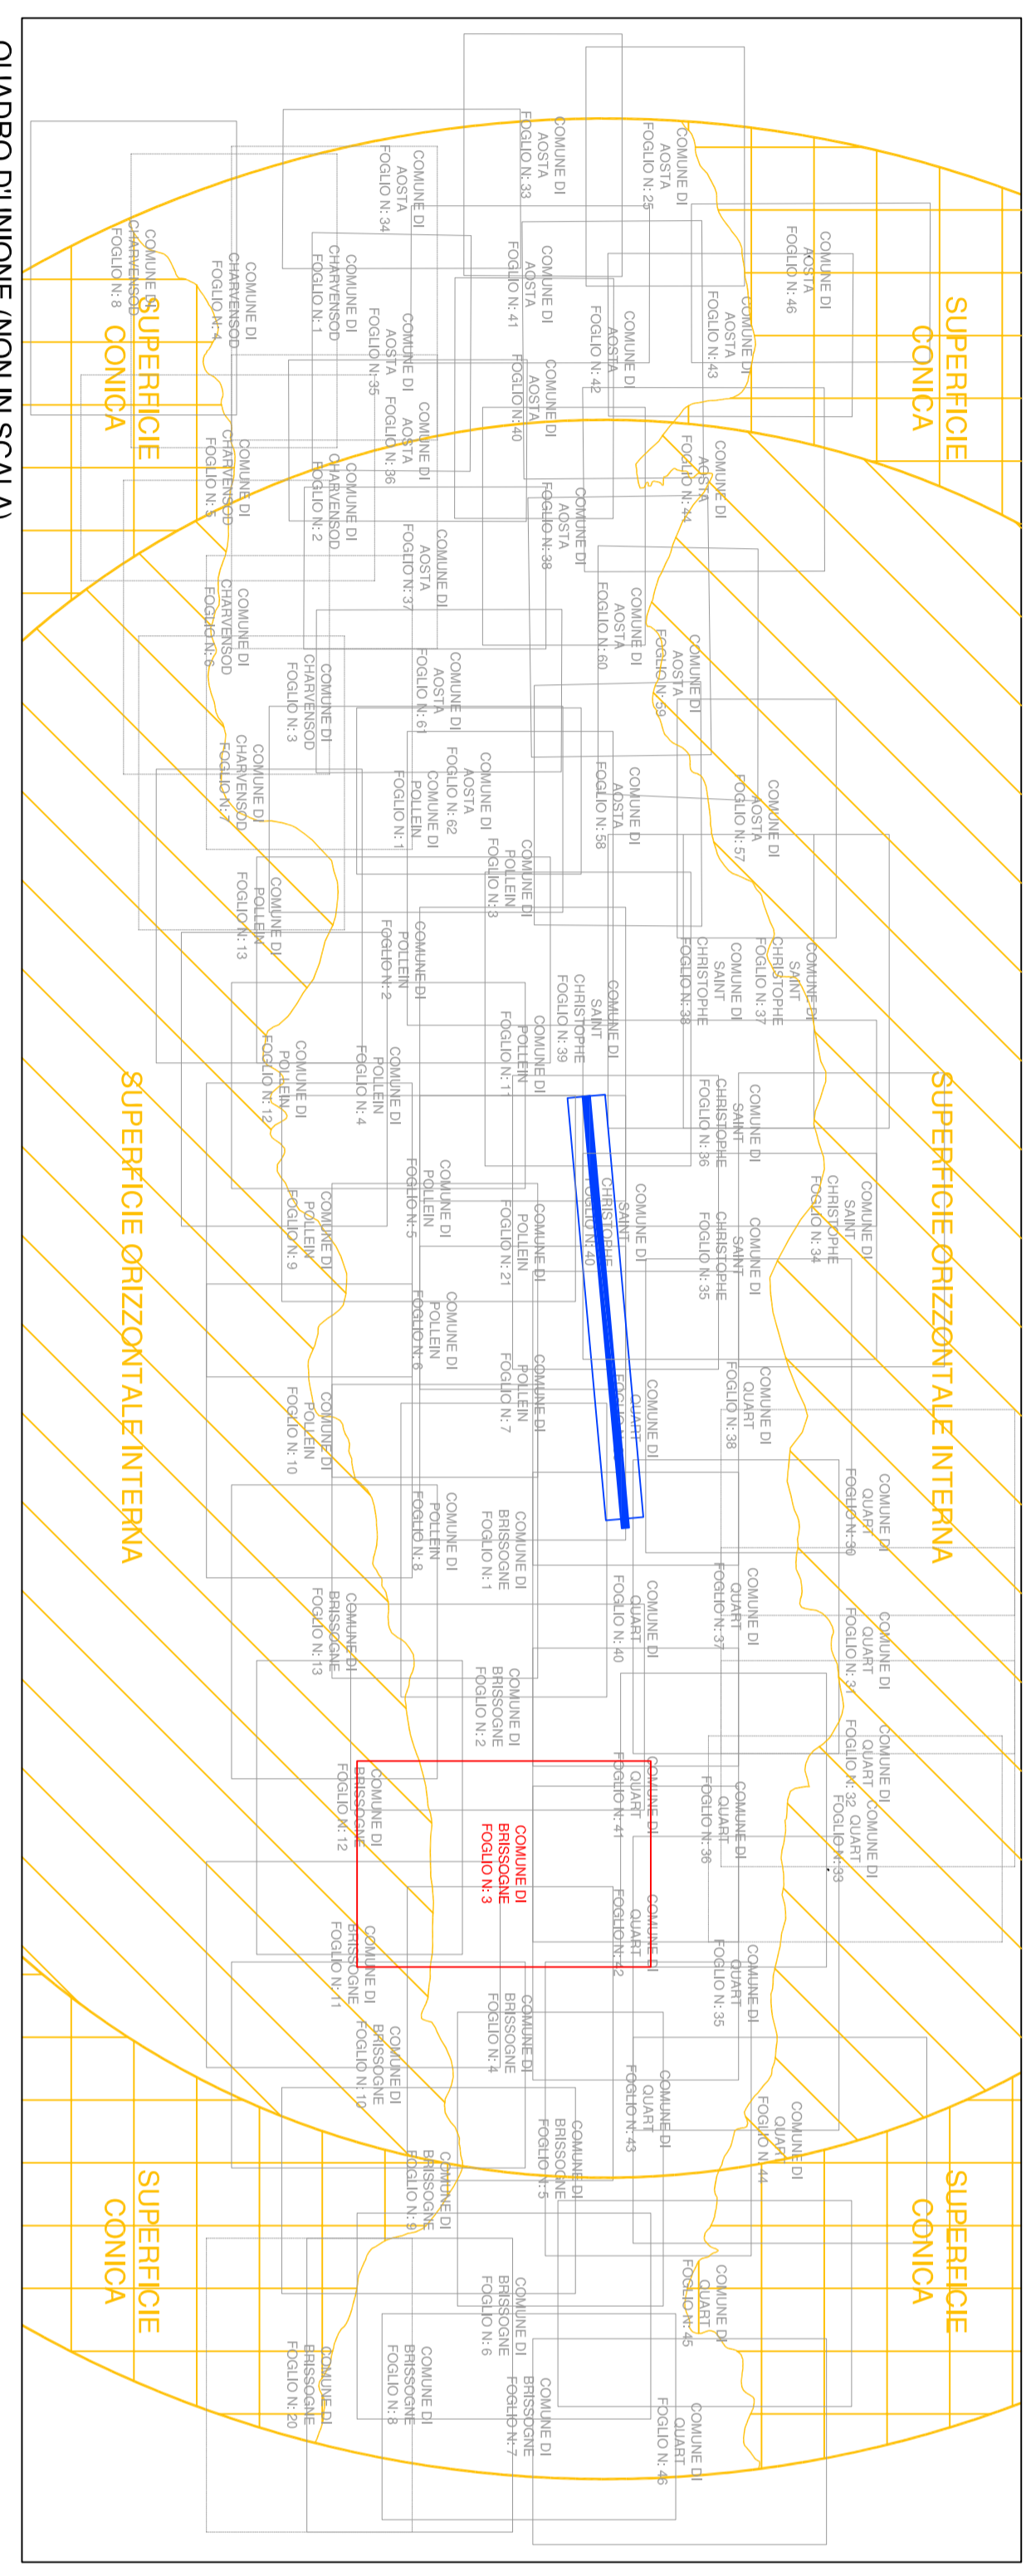 SUPERFICIE
CONICA
SUPERFICIE ORIZZONTALE INTERNA
SUPERFICIE
CONICA
COMUNE DI
AOSTA
FOGLIO N: 46
COMUNE DI
SAINT
CHRISTOPHE
FOGLIO N: 34
COMUNE DI
QUART
FOGLIO N: 30
COMUNE DI
QUART
FOGLIO N: 31
COMUNE DI
QUART
FOGLIO N: 32
COMUNE DI
QUART
FOGLIO N: 33
COMUNE DI
AOSTA
FOGLIO N: 25
COMUNE DI
AOSTA
FOGLIO N: 43
COMUNE DI
AOSTA
FOGLIO N: 44
COMUNE DI
AOSTA
FOGLIO N: 59
COMUNE DI
AOSTA
FOGLIO N: 57
COMUNE DI
SAINT
CHRISTOPHE
FOGLIO N: 37
COMUNE DI
SAINT
CHRISTOPHE
FOGLIO N: 38
COMUNE DI
SAINT
CHRISTOPHE
FOGLIO N: 36
COMUNE DI
SAINT
CHRISTOPHE
FOGLIO N: 35
COMUNE DI
QUART
FOGLIO N: 38
COMUNE DI
QUART
FOGLIO N: 37
COMUNE DI
QUART
FOGLIO N: 36
COMUNE DI
QUART
FOGLIO N: 35
COMUNE DI
QUART
FOGLIO N: 44
COMUNE DI
QUART
FOGLIO N: 45
COMUNE DI
QUART
FOGLIO N: 46
COMUNE DI
AOSTA
FOGLIO N: 33
COMUNE DI
AOSTA
FOGLIO N: 41
COMUNE DI
AOSTA
FOGLIO N: 42
COMUNE DI
AOSTA
FOGLIO N: 40
COMUNE DI
AOSTA
FOGLIO N: 38
COMUNE DI
AOSTA
FOGLIO N: 60
COMUNE DI
AOSTA
FOGLIO N: 58
COMUNE DI
SAINT
CHRISTOPHE
FOGLIO N: 39
COMUNE DI
SAINT
CHRISTOPHE
FOGLIO N: 40
COMUNE DI
QUART
FOGLIO
COMUNE DI
QUART
FOGLIO N: 40
COMUNE DI
QUART
FOGLIO N: 41
COMUNE DI
QUART
FOGLIO N: 42
COMUNE DI
QUART
FOGLIO N: 43
COMUNE DI
AOSTA
FOGLIO N: 34
COMUNE DI
AOSTA
FOGLIO N: 35
COMUNE DI
AOSTA
FOGLIO N: 36
COMUNE DI
AOSTA
FOGLIO N: 37
COMUNE DI
AOSTA
FOGLIO N: 61
COMUNE DI
AOSTA
FOGLIO N: 62
COMUNE DI
POLLEIN
FOGLIO N: 1
COMUNE DI
POLLEIN
FOGLIO N: 3
COMUNE DI
POLLEIN
FOGLIO N: 2
COMUNE DI
POLLEIN
FOGLIO N: 11
COMUNE DI
POLLEIN
FOGLIO N: 4
COMUNE DI
POLLEIN
FOGLIO N: 5
COMUNE DI
POLLEIN
FOGLIO N: 21
COMUNE DI
POLLEIN
FOGLIO N: 6
COMUNE DI
POLLEIN
FOGLIO N: 7
COMUNE DI
POLLEIN
FOGLIO N: 8
COMUNE DI
BRISSOGNE
FOGLIO N: 1
COMUNE DI
BRISSOGNE
FOGLIO N: 2
COMUNE DI
BRISSOGNE
FOGLIO N: 3
COMUNE DI
BRISSOGNE
FOGLIO N: 4
COMUNE DI
BRISSOGNE
FOGLIO N: 5
COMUNE DI
BRISSOGNE
FOGLIO N: 9
COMUNE DI
BRISSOGNE
FOGLIO N: 6
COMUNE DI
BRISSOGNE
FOGLIO N: 7
COMUNE DI
BRISSOGNE
FOGLIO N: 8
COMUNE DI
CHARVENSOD
FOGLIO N: 8
COMUNE DI
CHARVENSOD
FOGLIO N: 4
COMUNE DI
CHARVENSOD
FOGLIO N: 1
COMUNE DI
CHARVENSOD
FOGLIO N: 5
COMUNE DI
CHARVENSOD
FOGLIO N: 2
COMUNE DI
CHARVENSOD
FOGLIO N: 6
COMUNE DI
CHARVENSOD
FOGLIO N: 3
COMUNE DI
CHARVENSOD
FOGLIO N: 7
COMUNE DI
POLLEIN
FOGLIO N: 13
COMUNE DI
POLLEIN
FOGLIO N: 12
COMUNE DI
POLLEIN
FOGLIO N: 9
COMUNE DI
POLLEIN
FOGLIO N: 10
COMUNE DI
BRISSOGNE
FOGLIO N: 13
COMUNE DI
BRISSOGNE
FOGLIO N: 12
COMUNE DI
BRISSOGNE
FOGLIO N: 11
COMUNE DI
BRISSOGNE
FOGLIO N: 10
COMUNE DI
BRISSOGNE
FOGLIO N: 20
SUPERFICIE
CONICA
SUPERFICIE ORIZZONTALE INTERNA
SUPERFICIE
CONICA
QUADRO D'UNIONE (NON IN SCALA)